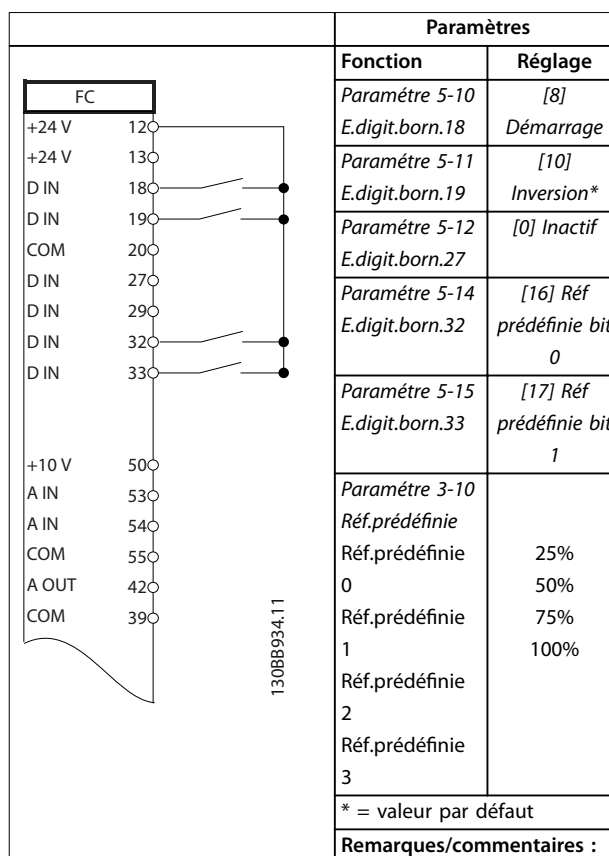 FC
+24 V 12
+24 V 13
D IN 18
D IN 19
COM 20
D IN 27
D IN 29
D IN 32
D IN 33
+10 V 50
A IN 53
A IN 54
COM 55
A OUT 42
COM 39
130BB934.11
Paramètres
Fonction Réglage
Paramétre 5-10 [8]
E.digit.born.18 Démarrage
Paramétre 5-11 [10]
E.digit.born.19 Inversion*
Paramétre 5-12 [0] Inactif
E.digit.born.27
Paramétre 5-14 [16] Réf
E.digit.born.32 prédéfinie bit
0
Paramétre 5-15 [17] Réf
E.digit.born.33 prédéfinie bit
1
Paramétre 3-10
Réf.prédéfinie
Réf.prédéfinie 25%
0 50%
Réf.prédéfinie 75%
1 100%
Réf.prédéfinie
2
Réf.prédéfinie
3
* = valeur par défaut
Remarques/commentaires :